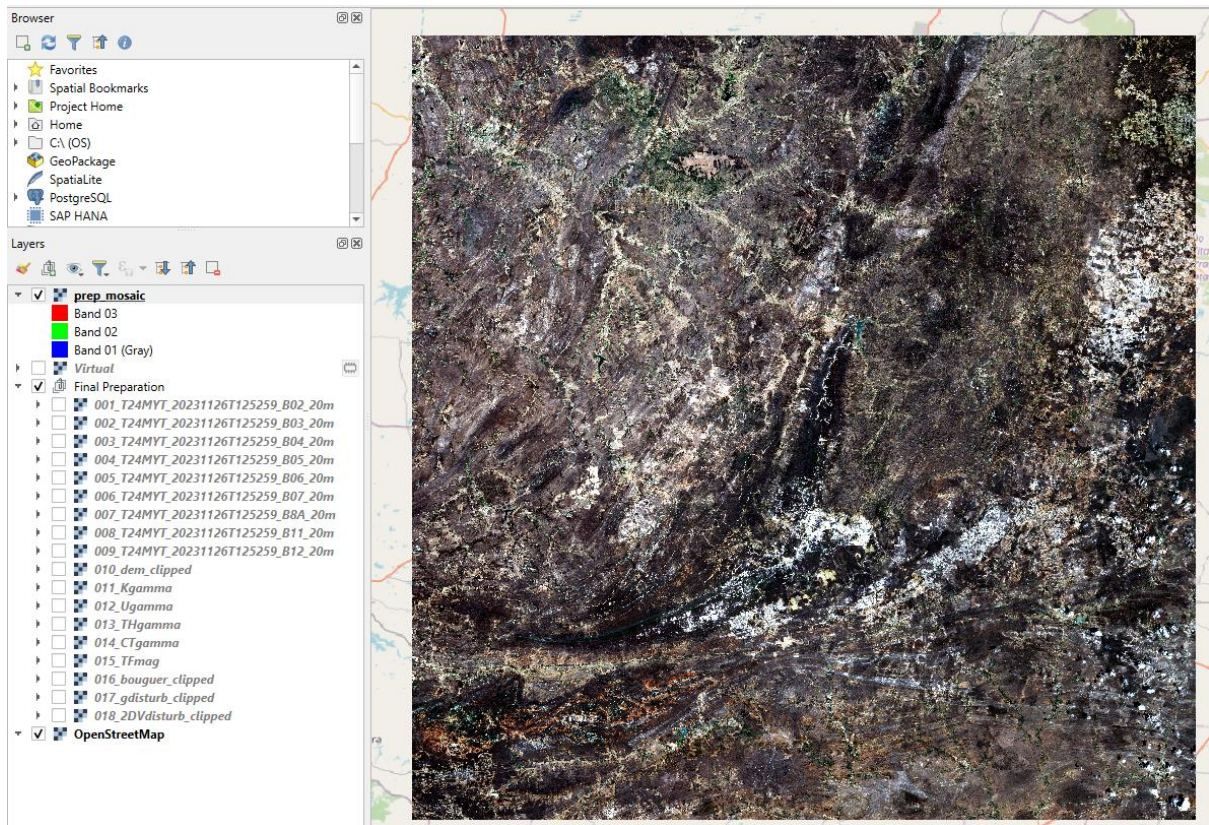 Browser
Favorites
Spatial Bookmarks
Project Home
Home
C:\ (OS)
GeoPackage
SpatiaLite
PostgreSQL
SAP HANA
Layers
prep_mosaic
Band 03
Band 02
Band 01 (Gray)
Virtual
Final Preparation
001_T24MYT_20231126T125259_B02_20m
002_T24MYT_20231126T125259_B03_20m
003_T24MYT_20231126T125259_B04_20m
004_T24MYT_20231126T125259_B05_20m
005_T24MYT_20231126T125259_B06_20m
006_T24MYT_20231126T125259_B07_20m
007_T24MYT_20231126T125259_B8A_20m
008_T24MYT_20231126T125259_B11_20m
009_T24MYT_20231126T125259_B12_20m
010_dem_clipped
011_Kgamma
012_Ugamma
013_THgamma
014_CTgamma
015_TFmag
016_bouguer_clipped
017_gdisturb_clipped
018_2DVdisturb_clipped
OpenStreetMap